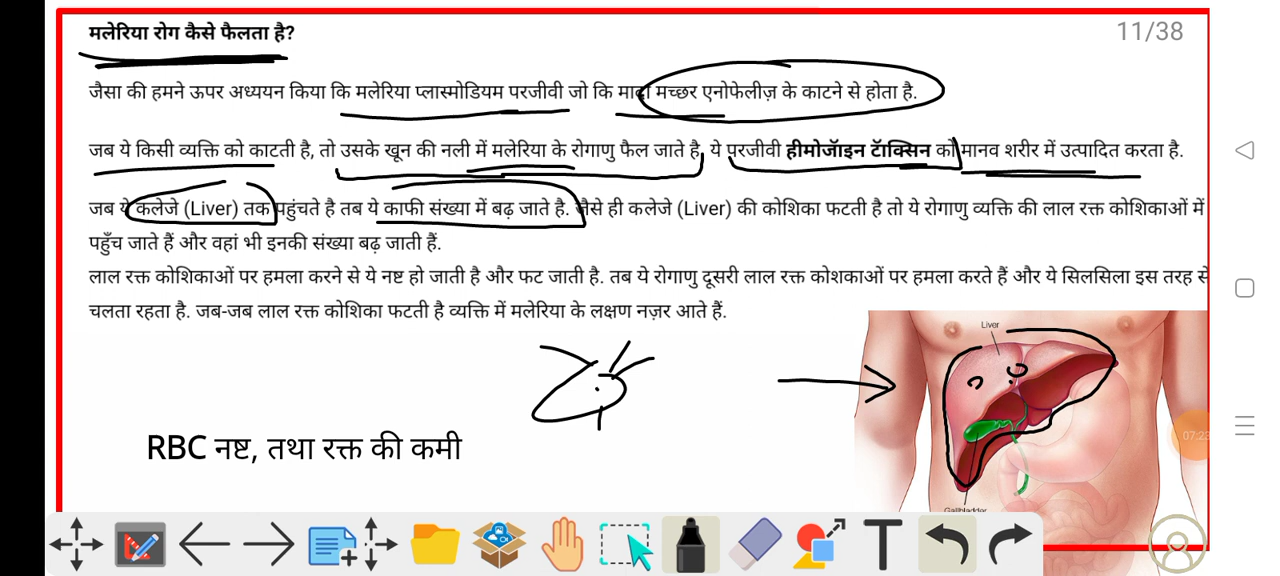 मलेरिया रोग कैसे फैलता है?
11/38
जैसा की हमने ऊपर अध्ययन किया कि मलेरिया प्लास्मोडियम परजीवी जो कि मादा मच्छर एनोफेलीज़ के काटने से होता है.
जब ये किसी व्यक्ति को काटती है, तो उसके खून की नली में मलेरिया के रोगाणु फैल जाते है, ये परजीवी हीमोजॅाइन टॅाक्सिन को मानव शरीर में उत्पादित करता है.
जब ये कलेजे (Liver) तक पहुंचते है तब ये काफी संख्या में बढ़ जाते है. जैसे ही कलेजे (Liver) की कोशिका फटती है तो ये रोगाणु व्यक्ति की लाल रक्त कोशिकाओं में
पहुँच जाते हैं और वहां भी इनकी संख्या बढ़ जाती हैं.
लाल रक्त कोशिकाओं पर हमला करने से ये नष्ट हो जाती है और फट जाती है. तब ये रोगाणु दूसरी लाल रक्त कोशकाओं पर हमला करते हैं और ये सिलसिला इस तरह से
चलता रहता है. जब-जब लाल रक्त कोशिका फटती है व्यक्ति में मलेरिया के लक्षण नज़र आते हैं.
Liver
RBC नष्ट, तथा रक्त की कमी
07:23
Gallbladder